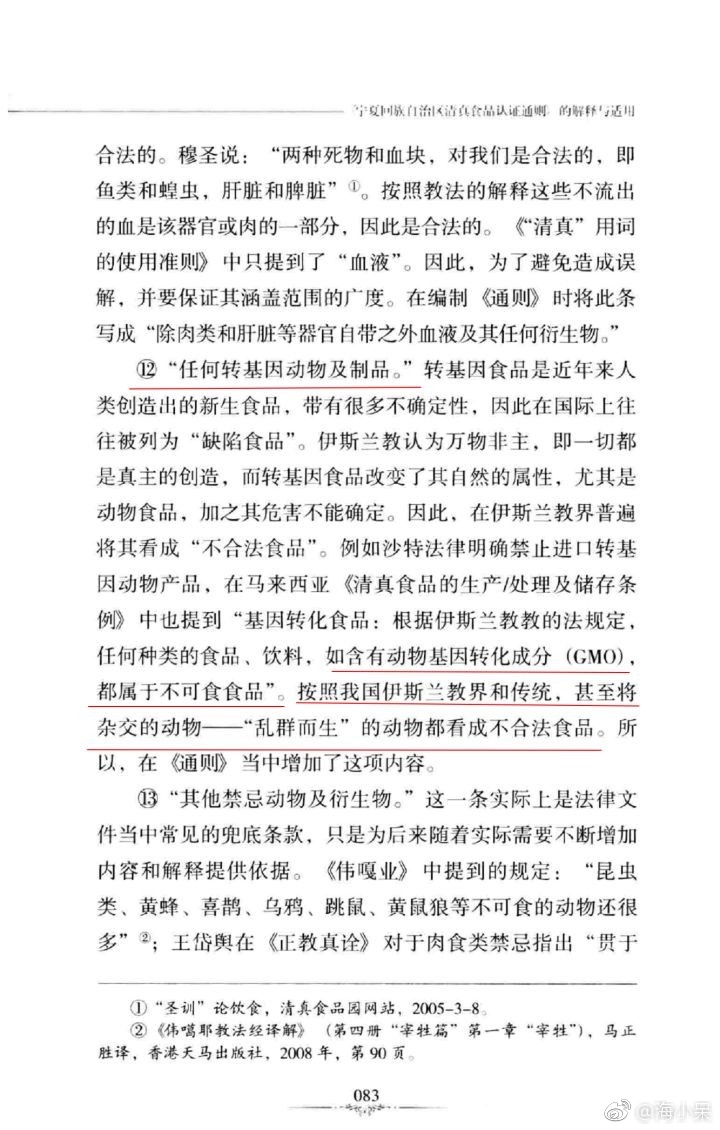 《宁夏回族自治区清真食品认证通则》的解释与适用
合法的。穆圣说：“两种死物和血块，对我们是合法的，即
鱼类和蝗虫，肝脏和脾脏”①。按照教法的解释这些不流出
的血是该器官或肉的一部分，因此是合法的。《“清真”用词
的使用准则》中只提到了“血液”。因此，为了避免造成误
解，并要保证其涵盖范围的广度。在编制《通则》时将此条
写成“除肉类和肝脏等器官自带之外血液及其任何衍生物。”
⑫“任何转基因动物及制品。”转基因食品是近年来人
类创造出的新生食品，带有很多不确定性，因此在国际上往
往被列为“缺陷食品”。伊斯兰教认为万物非主，即一切都
是真主的创造，而转基因食品改变了其自然的属性，尤其是
动物食品，加之其危害不能确定。因此，在伊斯兰教界普遍
将其看成“不合法食品”。例如沙特法律明确禁止进口转基
因动物产品，在马来西亚《清真食品的生产/处理及储存条
例》中也提到“基因转化食品：根据伊斯兰教教的法规定，
任何种类的食品、饮料，如含有动物基因转化成分（GMO），
都属于不可食食品”。按照我国伊斯兰教界和传统，甚至将
杂交的动物——“乱群而生”的动物都看成不合法食品。所
以，在《通则》当中增加了这项内容。
⑬“其他禁忌动物及衍生物。”这一条实际上是法律文
件当中常见的兜底条款，只是为后来随着实际需要不断增加
内容和解释提供依据。《伟嘎业》中提到的规定：“昆虫
类、黄蜂、喜鹊、乌鸦、跳鼠、黄鼠狼等不可食的动物还很
多”②；王岱舆在《正教真诠》对于肉食类禁忌指出“贯于
①“圣训”论饮食，清真食品园网站，2005-3-8。
②《伟噶耶教法经译解》（第四册“宰牲篇”第一章“宰牲”），马正
胜译，香港天马出版社，2008年，第90页。
083
@海小呆